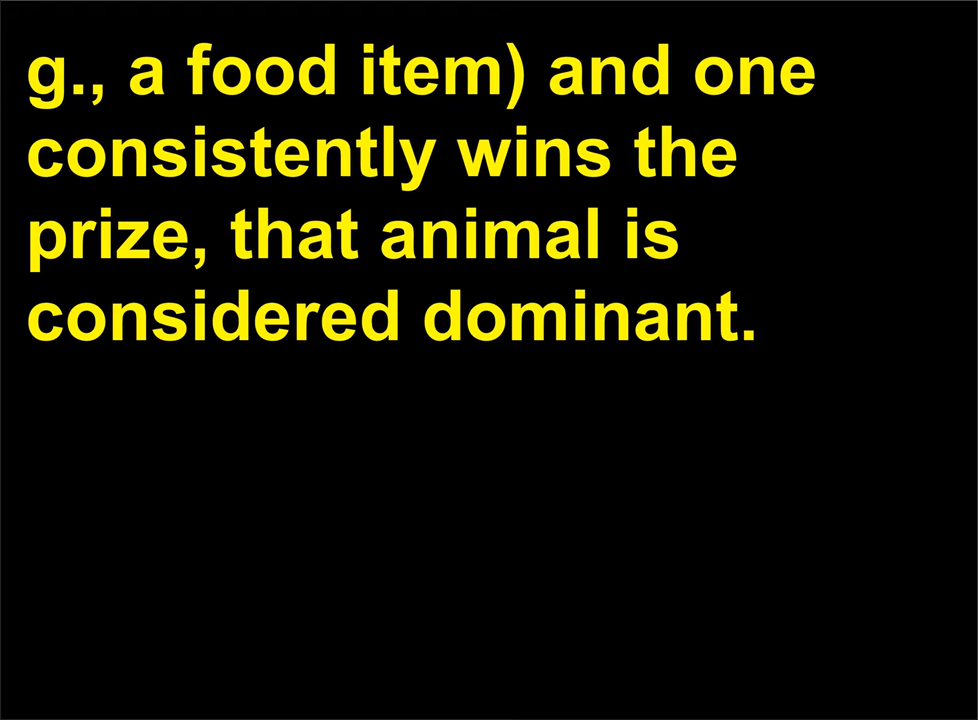 g., a food item) and one
consistently wins the
prize, that animal is
considered dominant.